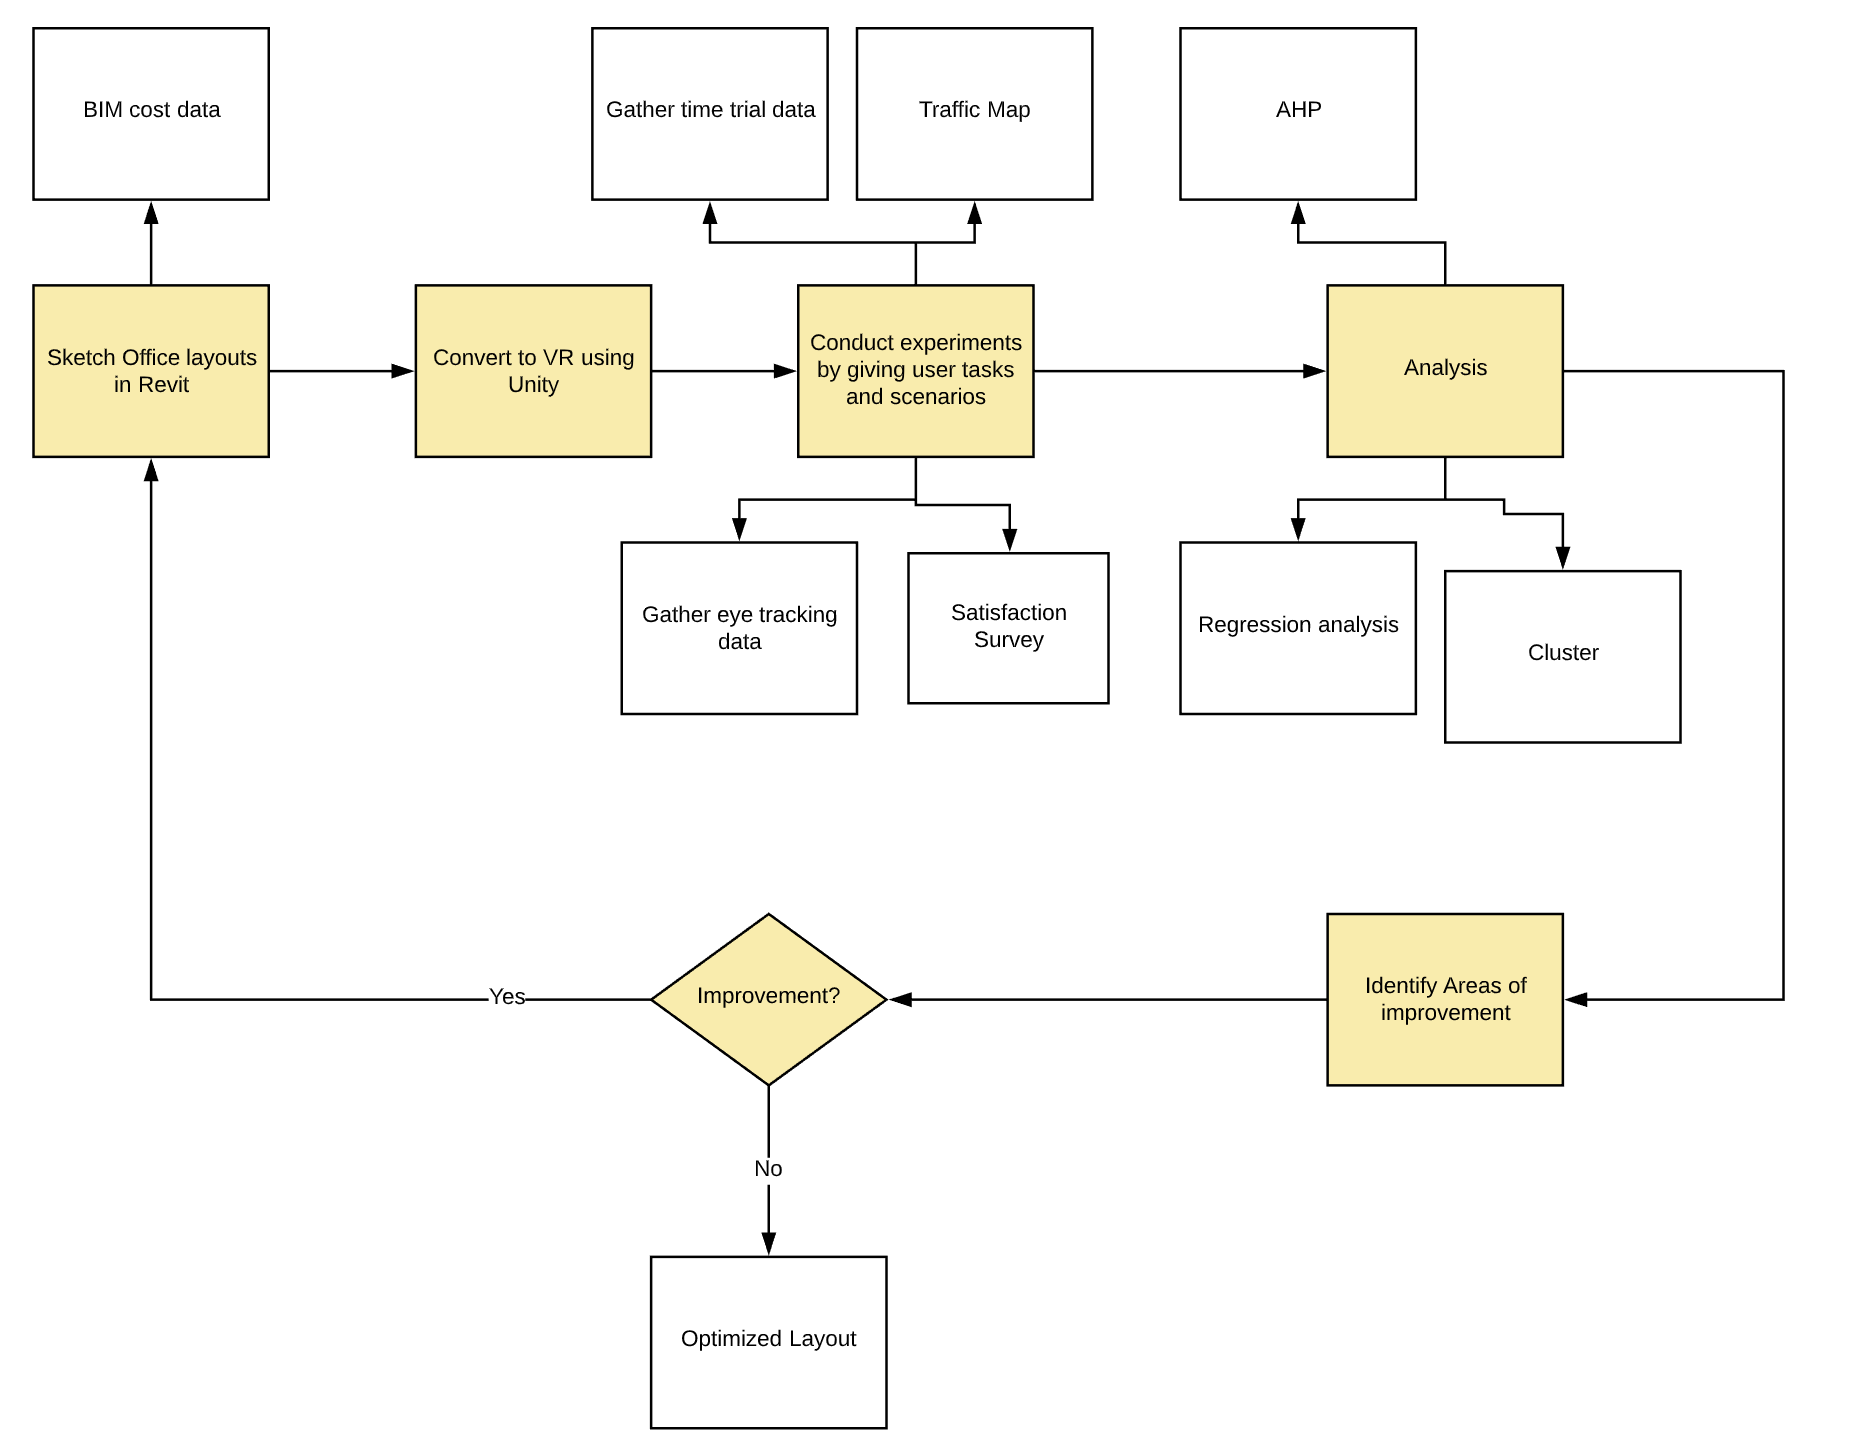 BIM cost data
Gather time trial data
Traffic Map
AHP
Sketch Office layouts
in Revit
Convert to VR using
Unity
Conduct experiments
by giving user tasks
and scenarios
Analysis
Gather eye tracking
data
Satisfaction
Survey
Regression analysis
Cluster
Yes
Improvement?
Identify Areas of
improvement
No
Optimized Layout